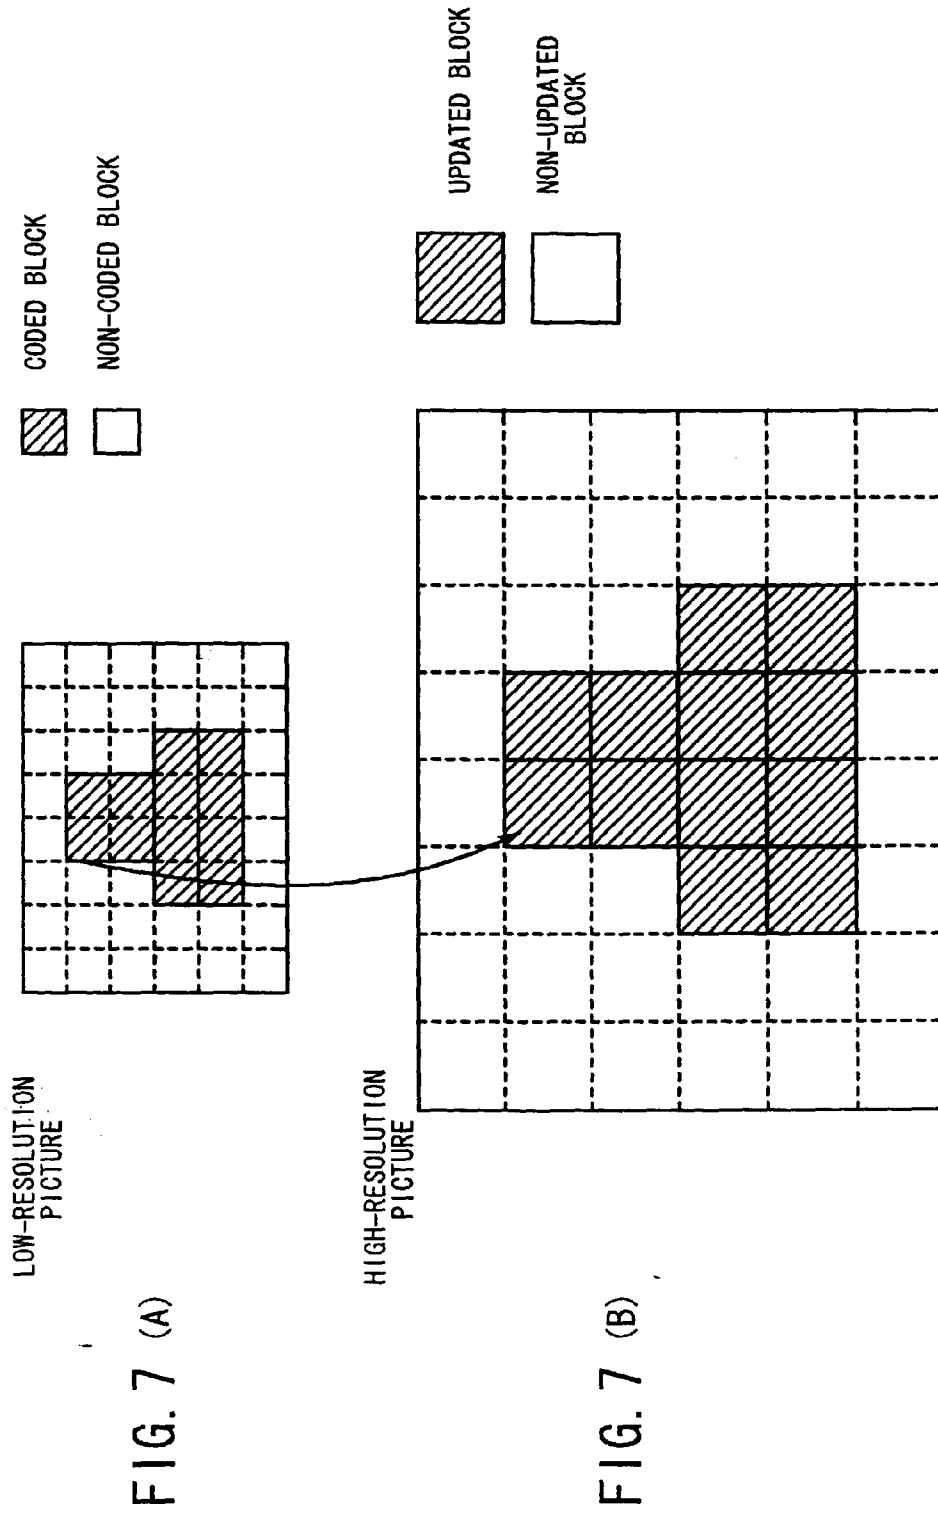 LOW-RESOLUTION
PICTURE
CODED BLOCK
NON-CODED BLOCK
FIG. 7 (A)
HIGH-RESOLUTION
PICTURE
UPDATED BLOCK
NON-UPDATED
BLOCK
FIG. 7 (B)